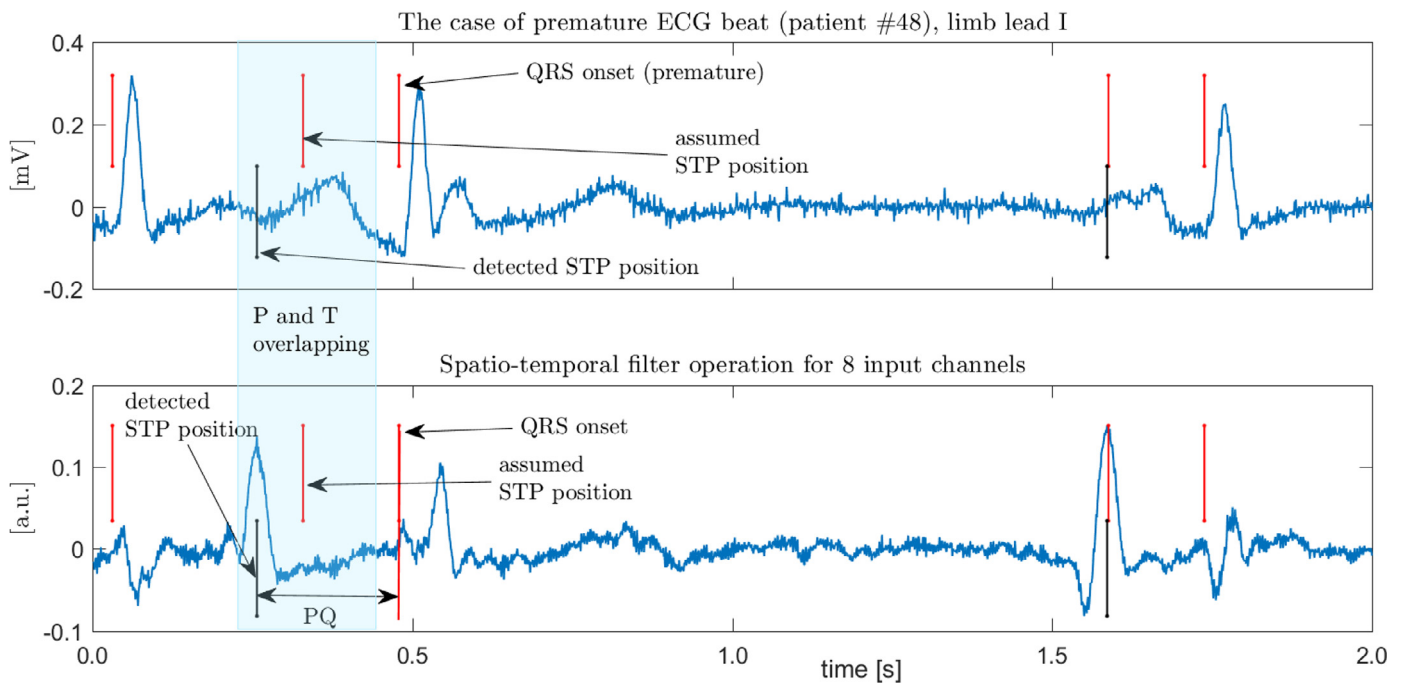 The case of premature ECG beat (patient #48), limb lead I
0.4
QRS onset (premature)
0.2
assumed
STP position
[mV]
0
detected STP position
-0.2
P and T
overlapping
Spatio-temporal filter operation for 8 input channels
0.2
detected
STP position
QRS onset
0.1
assumed
STP position
[a.u.]
0
PQ
-0.1
0.0 0.5 1.0 1.5 2.0
time [s]